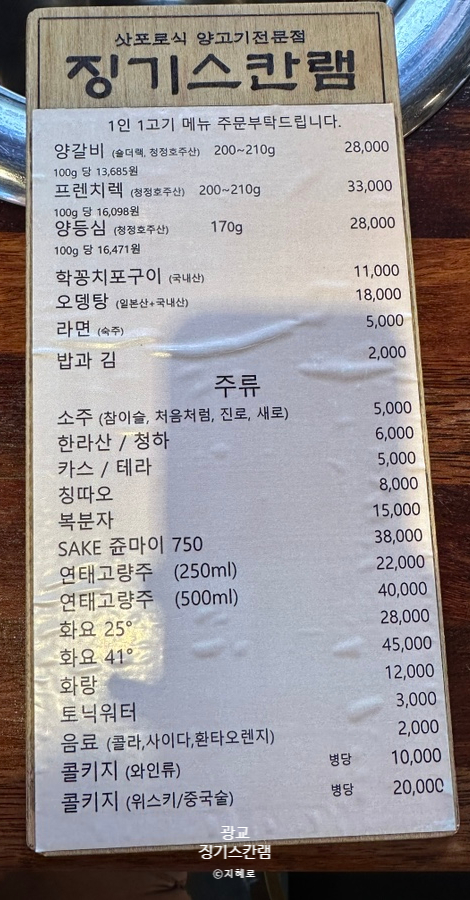 삿포로식 양고기전문점
징기스칸램
1인 1고기 메뉴 주문부탁드립니다.
양갈비 (숄더랙, 청정호주산) 200~210g 28,000
100g 당 13,685원
프렌치렉 (청정호주산) 200~210g 33,000
100g 당 16,098원
양등심 (청정호주산) 170g 28,000
100g 당 16,471원
학꽁치포구이 (국내산) 11,000
오뎅탕 (일본산+국내산) 18,000
라면 (숙주) 5,000
밥과 김 2,000
주류
소주 (참이슬, 처음처럼, 진로, 새로) 5,000
한라산 / 청하 6,000
카스 / 테라 5,000
칭따오 8,000
복분자 15,000
SAKE 쥰마이 750 38,000
연태고량주 (250ml) 22,000
연태고량주 (500ml) 40,000
화요 25° 28,000
화요 41° 45,000
화랑 12,000
토닉워터 3,000
음료 (콜라,사이다,환타오렌지) 2,000
콜키지 (와인류) 병당 10,000
콜키지 (위스키/중국술) 병당 20,000
광교
징기스칸램
©지혜로